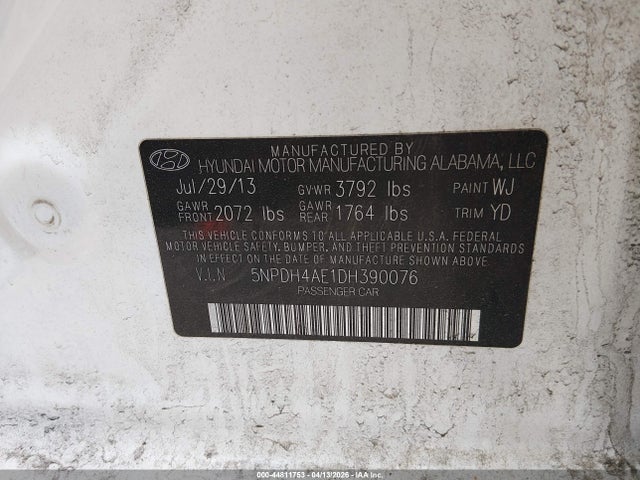 MANUFACTURED BY
HYUNDAI MOTOR MANUFACTURING ALABAMA, LLC
Jul/29/13 GVWR 3792 lbs PAINT WJ
GAWR FRONT 2072 lbs GAWR REAR 1764 lbs TRIM YD
THIS VEHICLE CONFORMS TO ALL APPLICABLE U.S.A. FEDERAL
MOTOR VEHICLE SAFETY, BUMPER, AND THEFT PREVENTION STANDARDS
IN EFFECT ON THE DATE OF MANUFACTURE SHOWN ABOVE.
V.I.N 5NPDH4AE1DH390076
PASSENGER CAR
000-44811753 - 04/13/2026 - IAAI.COM